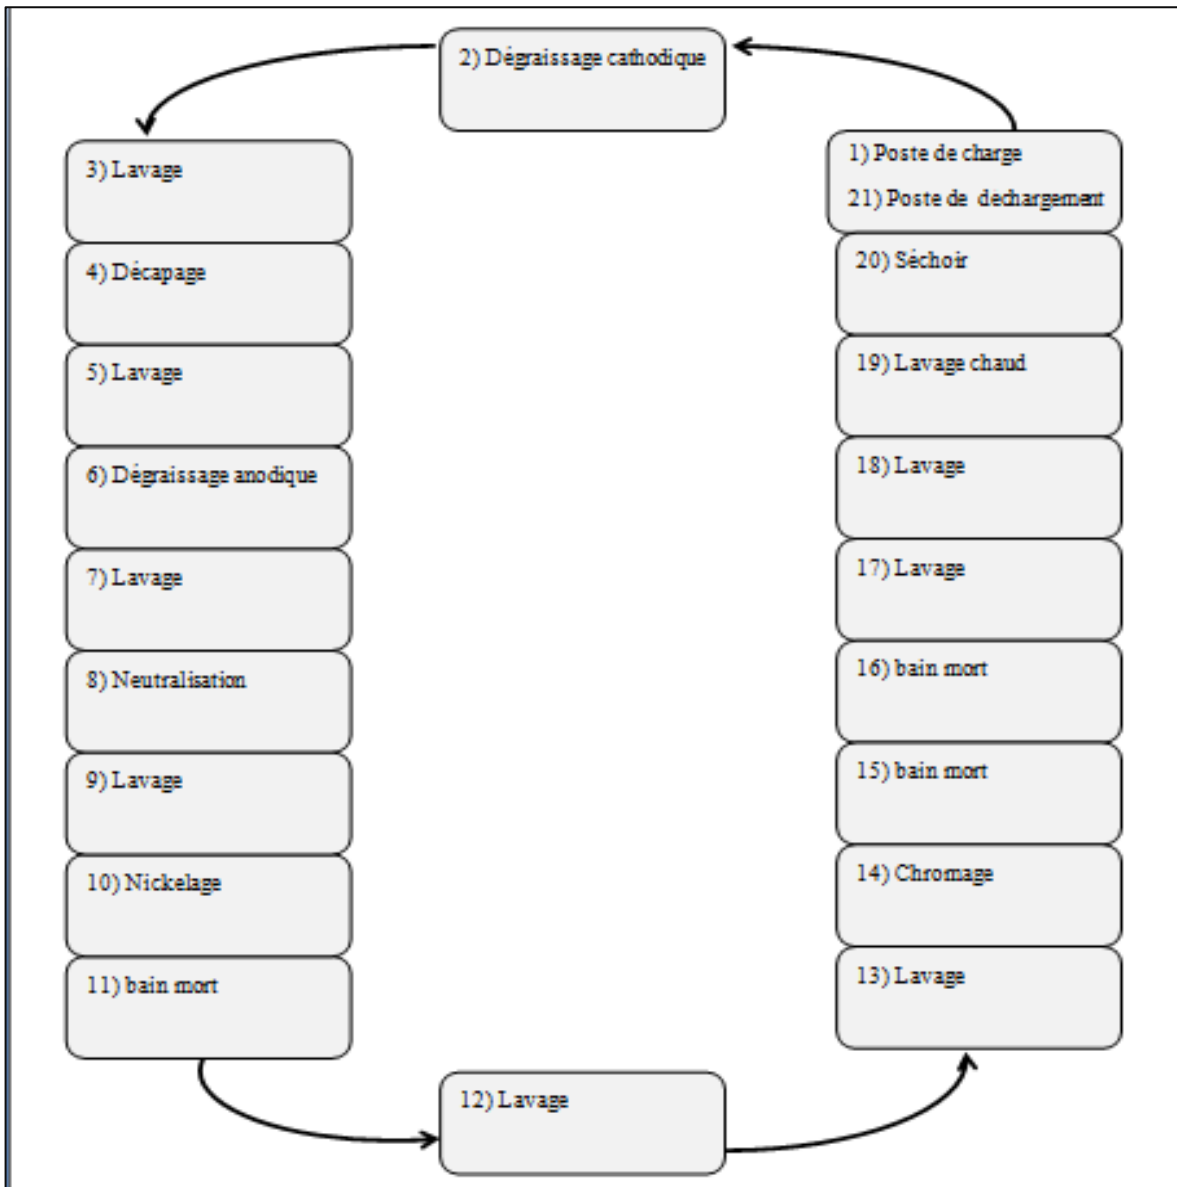 2) Dégraissage cathodique
3) Lavage
4) Décapage
5) Lavage
6) Dégraissage anodique
7) Lavage
8) Neutralisation
9) Lavage
10) Nickelage
11) bain mort
12) Lavage
1) Poste de charge
21) Poste de déchargement
20) Séchoir
19) Lavage chaud
18) Lavage
17) Lavage
16) bain mort
15) bain mort
14) Chromage
13) Lavage